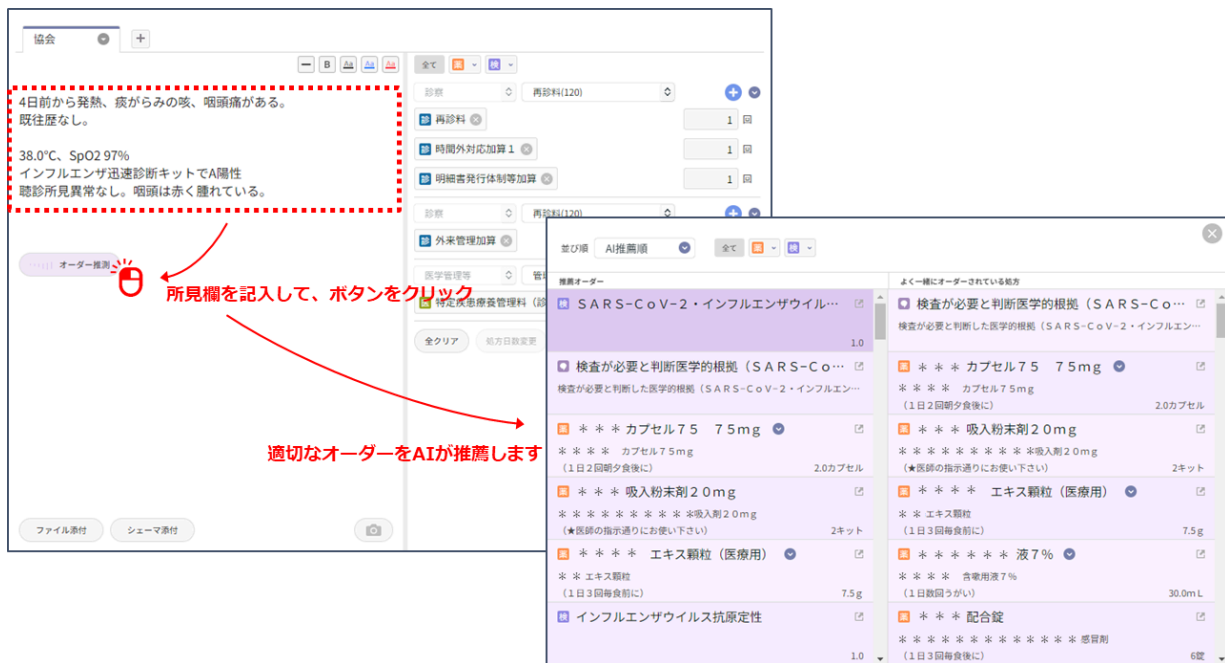 協会
+
B Aa Aa Aa
全て 薬 検
4日前から発熱、痰がらみの咳、咽頭痛がある。
既往歴なし。
38.0℃、SpO2 97%
インフルエンザ迅速診断キットでA陽性
聴診所見異常なし。咽頭は赤く腫れている。
オーダー推測
所見欄を記入して、ボタンをクリック
適切なオーダーをAIが推薦します
ファイル添付 シェーマ添付
診察 再診料(120)
診 再診料 1 回
診 時間外対応加算１ 1 回
診 明細書発行体制等加算 1 回
診察 再診料(120)
診 外来管理加算
医学管理等
特定疾患療養管理料（診
全クリア 処方日数変更
並び順 AI推薦順 全て 薬 検
推薦オーダー
検 ＳＡＲＳ−ＣｏＶ−２・インフルエンザウイル…
1.0
検査が必要と判断医学的根拠（ＳＡＲＳ−Ｃｏ…
検査が必要と判断した医学的根拠（ＳＡＲＳ−ＣｏＶ−２・インフルエン…
薬 ＊＊＊カプセル７５　７５ｍｇ
＊＊＊＊　カプセル７５ｍｇ
（１日２回朝夕食後に） 2.0カプセル
薬 ＊＊＊吸入粉末剤２０ｍｇ
＊＊＊＊＊＊＊＊＊吸入剤２０ｍｇ
（★医師の指示通りにお使い下さい） 2キット
薬 ＊＊＊＊　エキス顆粒（医療用）
＊＊エキス顆粒
（１日３回毎食前に） 7.5ｇ
検 インフルエンザウイルス抗原定性
1.0
よく一緒にオーダーされている処方
検査が必要と判断医学的根拠（ＳＡＲＳ−Ｃｏ…
検査が必要と判断した医学的根拠（ＳＡＲＳ−ＣｏＶ−２・インフルエン…
薬 ＊＊＊カプセル７５　７５ｍｇ
＊＊＊＊　カプセル７５ｍｇ
（１日２回朝夕食後に） 2.0カプセル
薬 ＊＊＊吸入粉末剤２０ｍｇ
＊＊＊＊＊＊＊＊＊吸入剤２０ｍｇ
（★医師の指示通りにお使い下さい） 2キット
薬 ＊＊＊＊　エキス顆粒（医療用）
＊＊エキス顆粒
（１日３回毎食前に） 7.5ｇ
薬 ＊＊＊＊＊＊液７％
＊＊＊＊　含嗽用液７％
（１日数回うがい） 30.0ｍＬ
薬 ＊＊＊配合錠
＊＊＊＊＊＊＊＊＊＊＊＊＊感冒剤
（１日３回毎食後に） 6錠